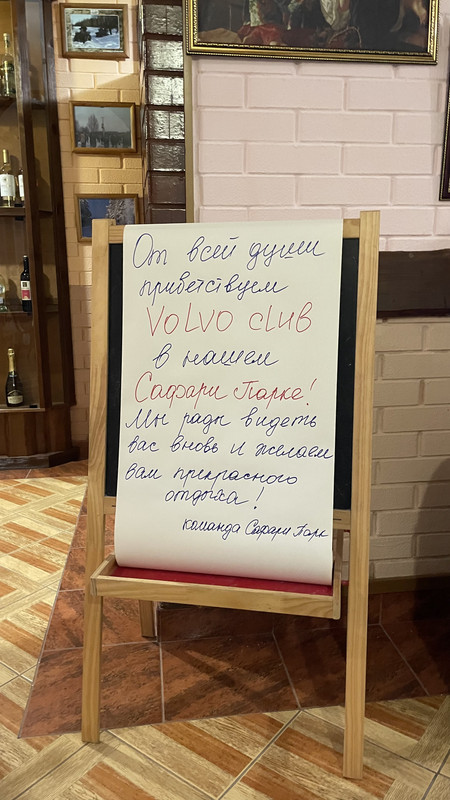 От всей души
приветствуем
VOLVO club
в нашем
Сафари Парке!
Мы рады видеть
вас вновь и желаем
вам прекрасного
отдыха!
команда Сафари Парк